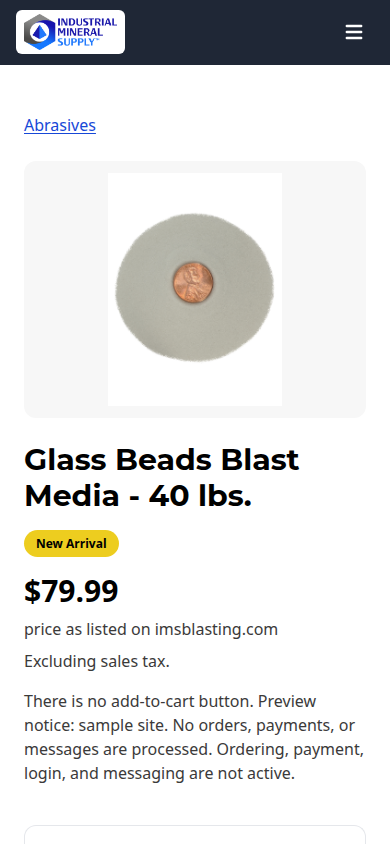 INDUSTRIAL
MINERAL
SUPPLY™
Abrasives
Glass Beads Blast
Media - 40 lbs.
New Arrival
$79.99
price as listed on imsblasting.com
Excluding sales tax.
There is no add-to-cart button. Preview
notice: sample site. No orders, payments, or
messages are processed. Ordering, payment,
login, and messaging are not active.